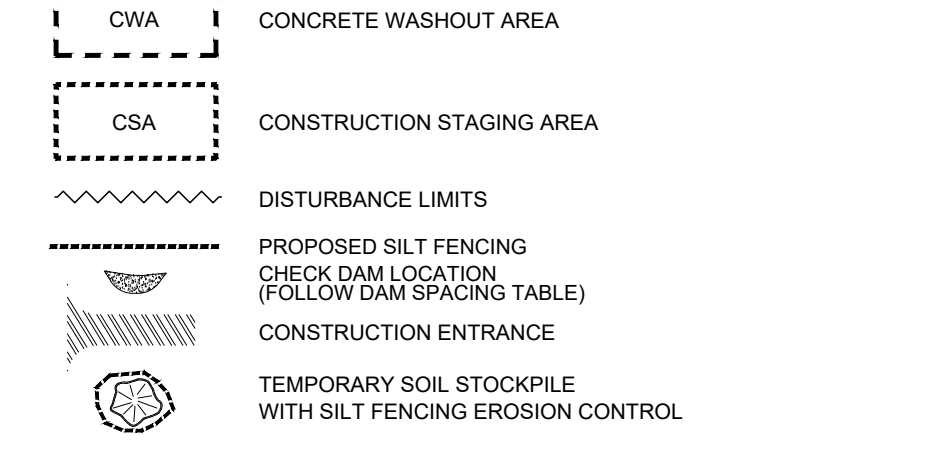 CWA CONCRETE WASHOUT AREA
CSA CONSTRUCTION STAGING AREA
DISTURBANCE LIMITS
PROPOSED SILT FENCING
CHECK DAM LOCATION
(FOLLOW DAM SPACING TABLE)
CONSTRUCTION ENTRANCE
TEMPORARY SOIL STOCKPILE
WITH SILT FENCING EROSION CONTROL